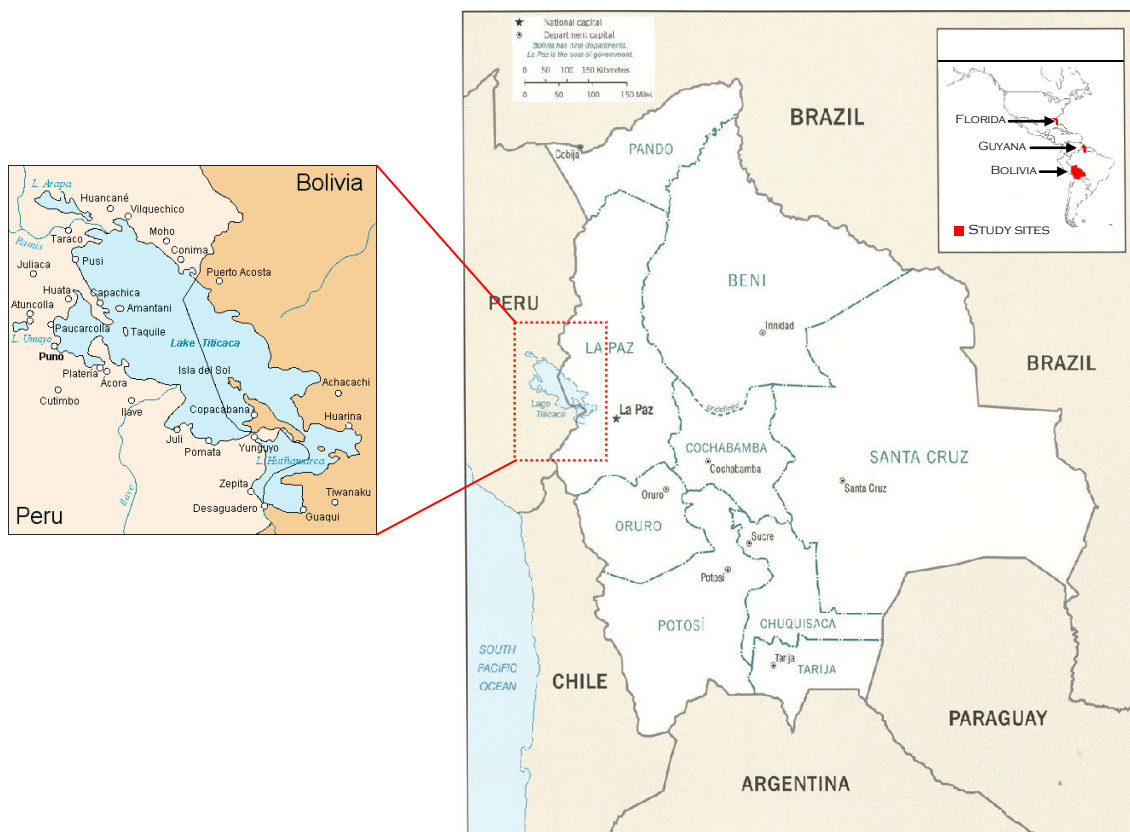 National capital
Department capital
Bolivia has nine departments.
La Paz is the seat of government.
0 50 100 150 Kilometers
0 50 100 150 Miles
BRAZIL
FLORIDA
GUYANA
BOLIVIA
STUDY SITES
PANDO
Cobija
BENI
Trinidad
PERU
LA PAZ
La Paz
Lago
Titicaca
undefined
BRAZIL
COCHABAMBA
Cochabamba
SANTA CRUZ
Santa Cruz
Oruro
ORURO
Sucre
Potosí
POTOSÍ
CHUQUISACA
Tarija
TARIJA
SOUTH
PACIFIC
OCEAN
CHILE
PARAGUAY
ARGENTINA
Bolivia
L. Arapa
Huancané
Vilquechico
Ramis
Taraco
Moho
Conima
Juliaca
Pusi
Puerto Acosta
Huata
Capachica
Atuncolla
Amantani
Paucarcolla
Taquile
L. Umayo
Puno
Lake Titicaca
Platería
Acora
Isla del Sol
Achacachi
Cutimbo
Ilave
Copacabana
Huarina
Juli
Pomata
Yunguyo
L. Huiñamarca
Zepita
Ilave
Tiwanaku
Desaguadero
Guaqui
Peru